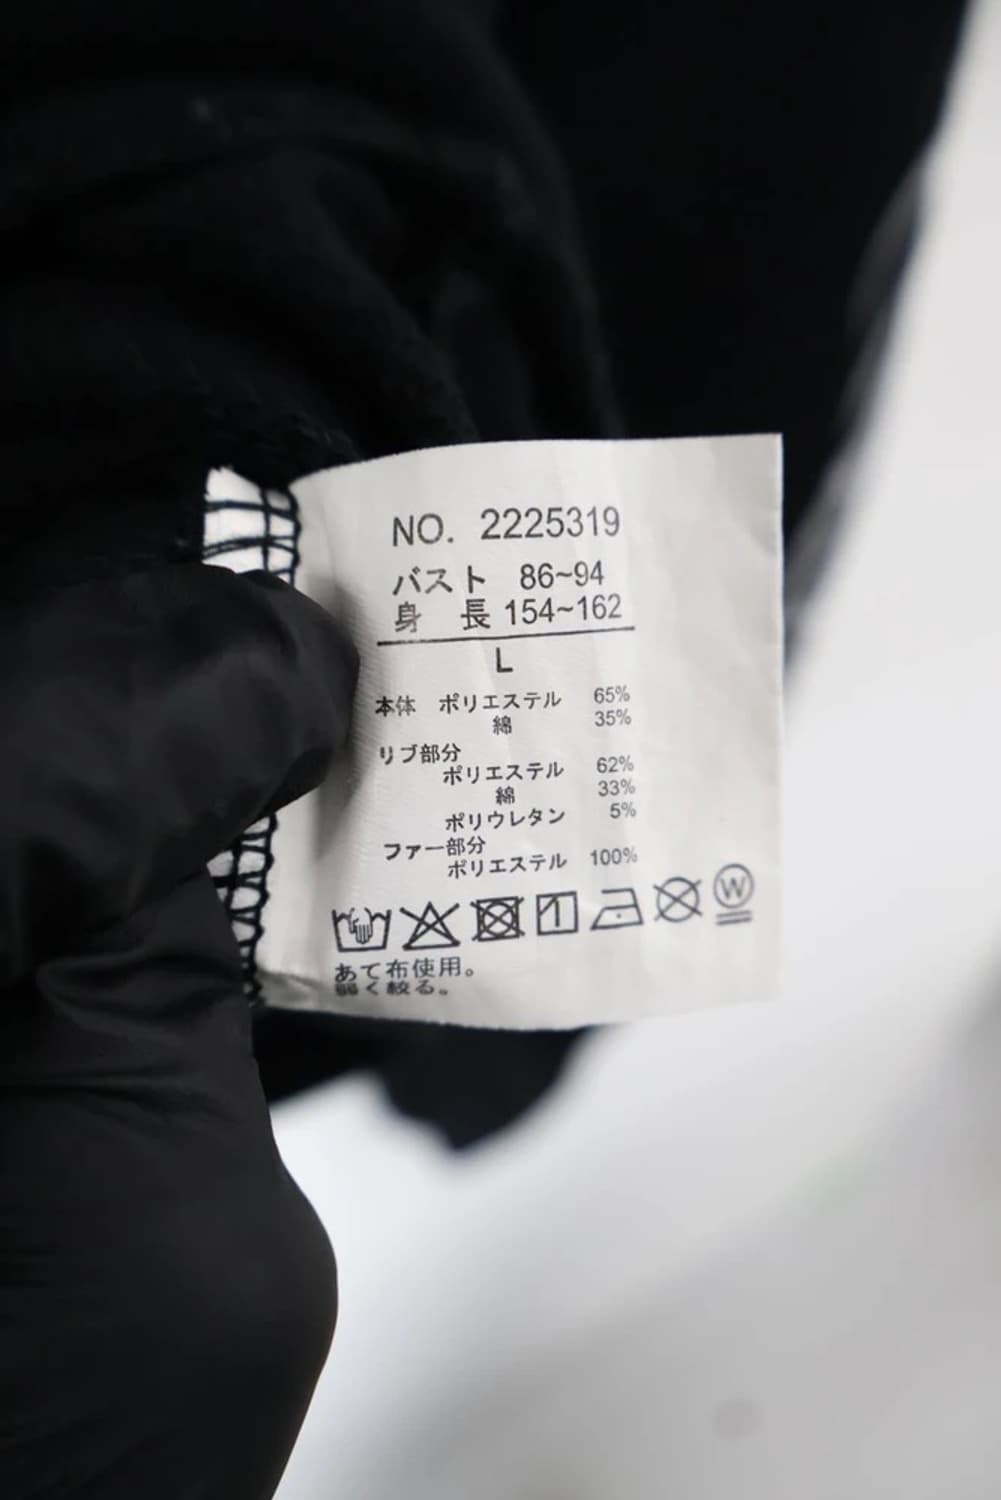 NO. 2225319
バスト 86~94
身 長 154~162
L
本体 ポリエステル 65%
綿 35%
リブ部分
ポリエステル 62%
綿 33%
ポリウレタン 5%
ファー部分
ポリエステル 100%
W
あて布使用。
弱く絞る。